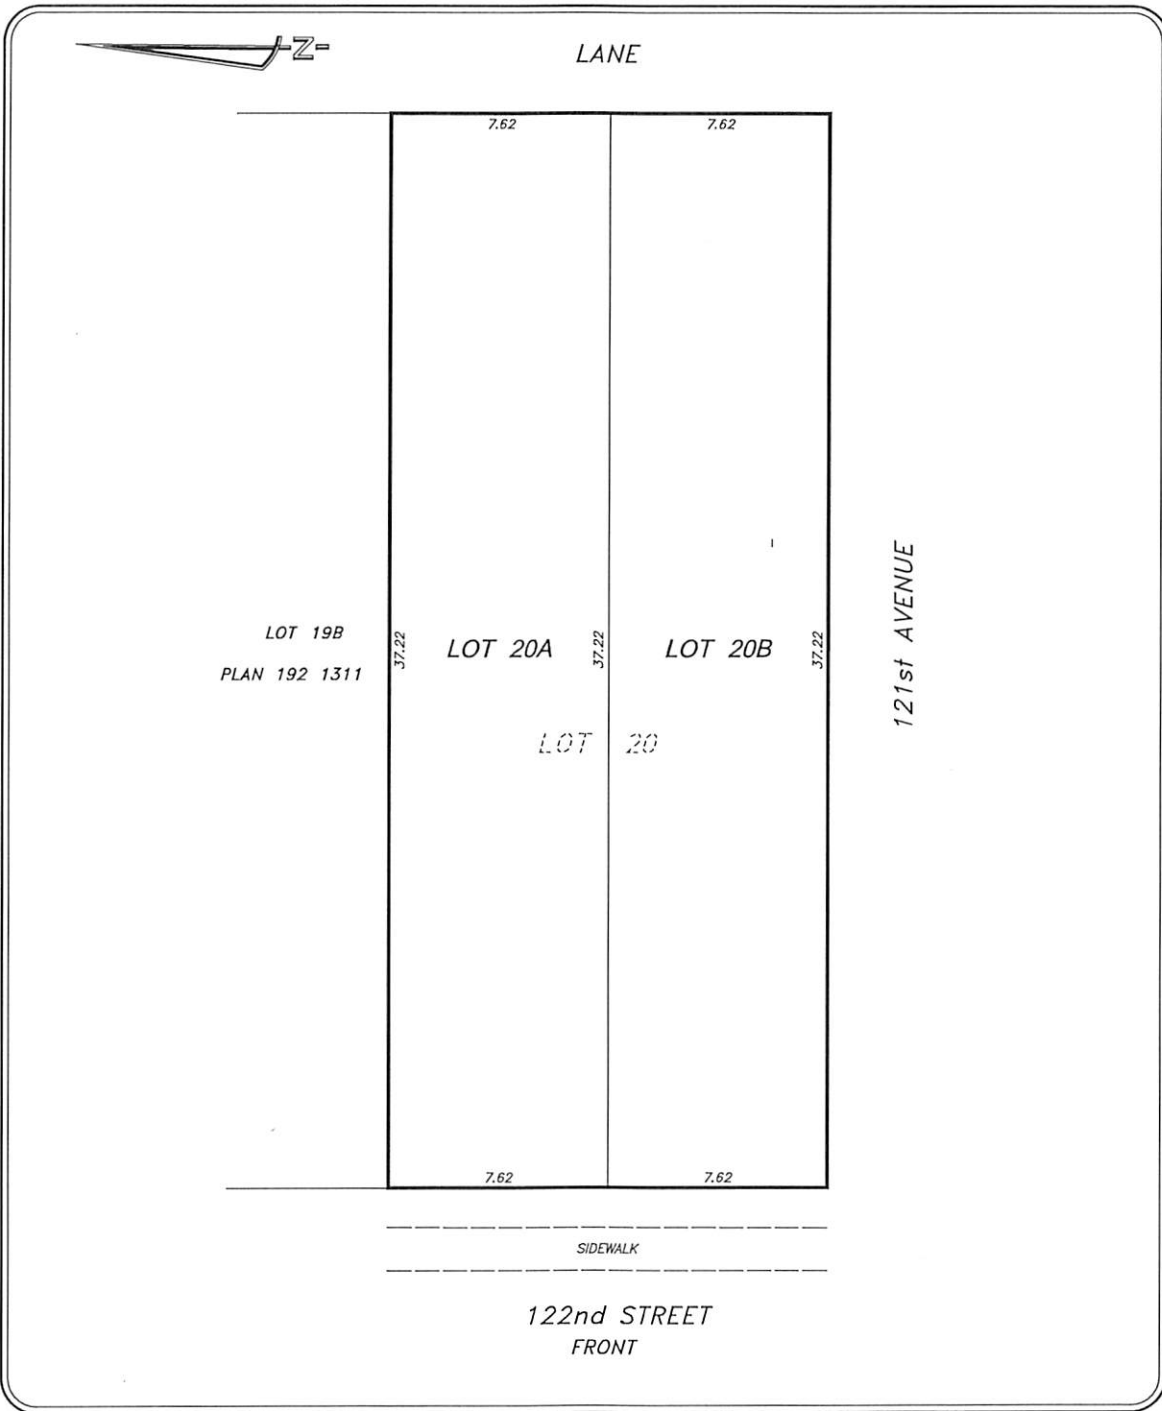 -Z-
LANE
7.62
7.62
121st AVENUE
LOT 19B
PLAN 192 1311
37.22
LOT 20A
37.22
LOT 20B
37.22
LOT 20
7.62
7.62
SIDEWALK
122nd STREET
FRONT